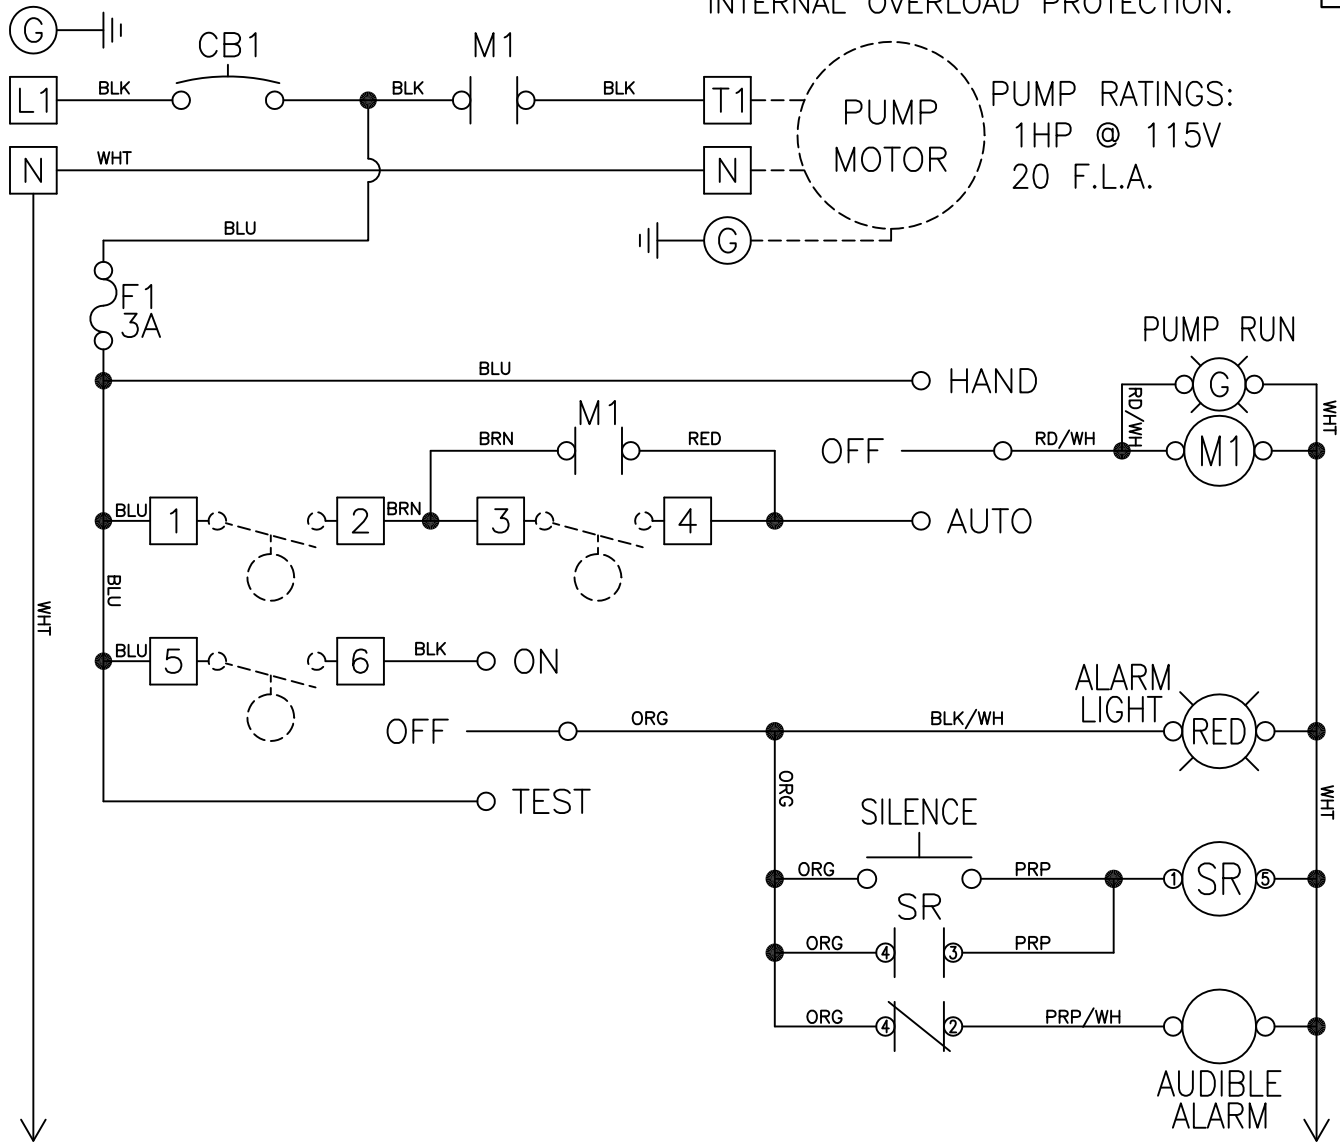 INTERNAL OVERLOAD PROTECTION.
G
CB1
M1
L1 BLK BLK BLK T1
PUMP MOTOR
PUMP RATINGS:
1HP @ 115V
20 F.L.A.
N WHT N
BLU
G
F1
3A
PUMP RUN
BLU HAND
G
RD/WH
WHT
M1
BRN RED
OFF RD/WH M1
BLU 1 2 BRN 3 4 AUTO
BLU
WHT
BLU 5 6 BLK ON
ALARM
LIGHT
OFF ORG BLK/WH RED
ORG
WHT
TEST
SILENCE
ORG PRP 1 SR 5
SR
ORG 4 3 PRP
ORG 4 2 PRP/WH
AUDIBLE
ALARM